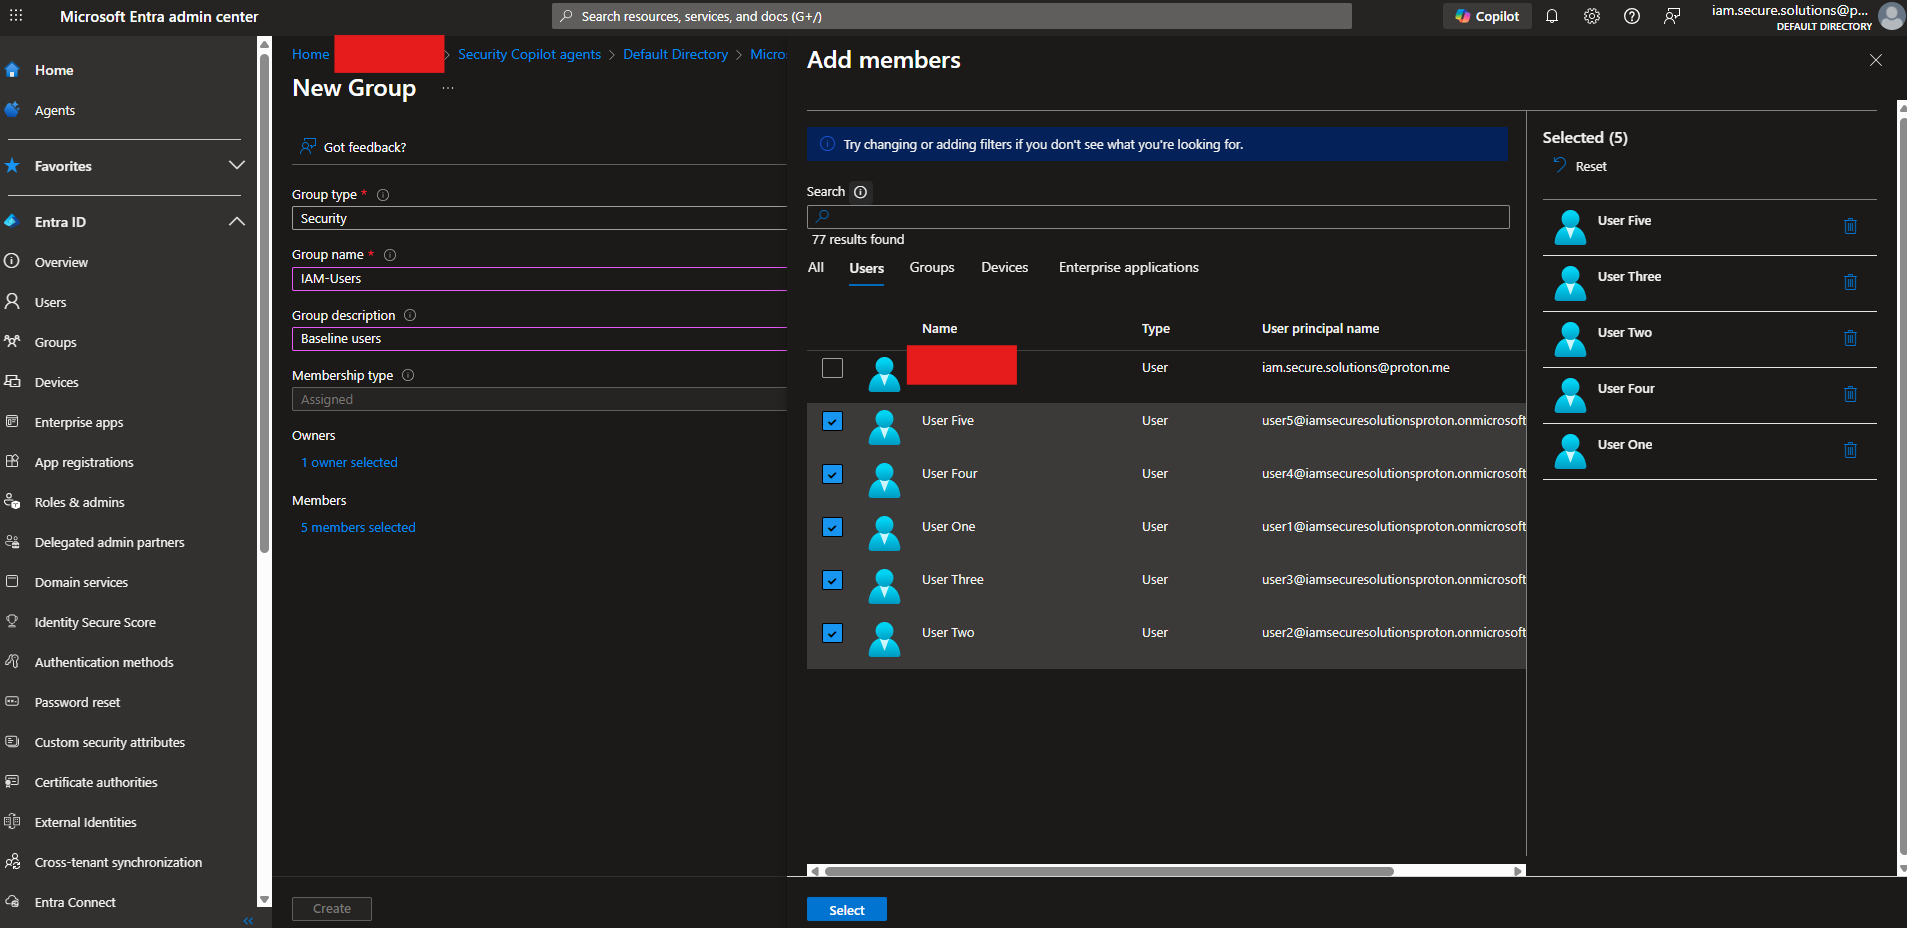 Microsoft Entra admin center
Search resources, services, and docs (G+/)
Copilot
iam.secure.solutions@p...
DEFAULT DIRECTORY
Home
Agents
Favorites
Entra ID
Overview
Users
Groups
Devices
Enterprise apps
App registrations
Roles & admins
Delegated admin partners
Domain services
Identity Secure Score
Authentication methods
Password reset
Custom security attributes
Certificate authorities
External Identities
Cross-tenant synchronization
Entra Connect
Home > Security Copilot agents > Default Directory > Micros
New Group ...
Got feedback?
Group type *
Security
Group name *
IAM-Users
Group description
Baseline users
Membership type
Assigned
Owners
1 owner selected
Members
5 members selected
Create
Add members
Try changing or adding filters if you don't see what you're looking for.
Search
77 results found
All Users Groups Devices Enterprise applications
Name Type User principal name
User iam.secure.solutions@proton.me
User Five User user5@iamsecuresolutionsproton.onmicrosoft
User Four User user4@iamsecuresolutionsproton.onmicrosoft
User One User user1@iamsecuresolutionsproton.onmicrosoft
User Three User user3@iamsecuresolutionsproton.onmicrosoft
User Two User user2@iamsecuresolutionsproton.onmicrosoft
Select
Selected (5)
Reset
User Five
User Three
User Two
User Four
User One